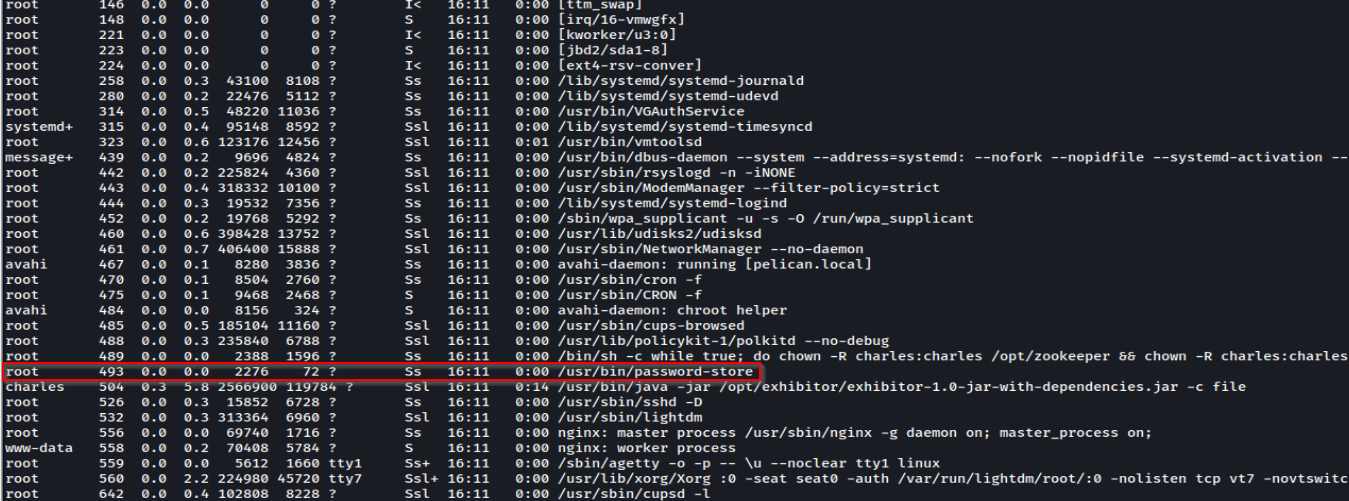 root 146 0.0 0.0 0 0 ? I< 16:11 0:00 [ttm_swap]
root 148 0.0 0.0 0 0 ? S 16:11 0:00 [irq/16-vmwgfx]
root 221 0.0 0.0 0 0 ? I< 16:11 0:00 [kworker/u3:0]
root 223 0.0 0.0 0 0 ? S 16:11 0:00 [jbd2/sda1-8]
root 224 0.0 0.0 0 0 ? I< 16:11 0:00 [ext4-rsv-conver]
root 258 0.0 0.3 43100 8108 ? Ss 16:11 0:00 /lib/systemd/systemd-journald
root 280 0.0 0.2 22476 5112 ? Ss 16:11 0:00 /lib/systemd/systemd-udevd
root 314 0.0 0.5 48220 11036 ? Ss 16:11 0:00 /usr/bin/VGAuthService
systemd+ 315 0.0 0.4 95148 8592 ? Ssl 16:11 0:00 /lib/systemd/systemd-timesyncd
root 323 0.0 0.6 123176 12456 ? Ssl 16:11 0:01 /usr/bin/vmtoolsd
message+ 439 0.0 0.2 9696 4824 ? Ss 16:11 0:00 /usr/bin/dbus-daemon --system --address=systemd: --nofork --nopidfile --systemd-activation --
root 442 0.0 0.2 225824 4360 ? Ssl 16:11 0:00 /usr/sbin/rsyslogd -n -iNONE
root 443 0.0 0.4 318332 10100 ? Ssl 16:11 0:00 /usr/sbin/ModemManager --filter-policy=strict
root 444 0.0 0.3 19532 7356 ? Ss 16:11 0:00 /lib/systemd/systemd-logind
root 452 0.0 0.2 19768 5292 ? Ss 16:11 0:00 /sbin/wpa_supplicant -u -s -O /run/wpa_supplicant
root 460 0.0 0.6 398428 13752 ? Ssl 16:11 0:00 /usr/lib/udisks2/udisksd
root 461 0.0 0.7 406400 15888 ? Ssl 16:11 0:00 /usr/sbin/NetworkManager --no-daemon
avahi 467 0.0 0.1 8280 3836 ? Ss 16:11 0:00 avahi-daemon: running [pelican.local]
root 470 0.0 0.1 8504 2760 ? Ss 16:11 0:00 /usr/sbin/cron -f
root 475 0.0 0.1 9468 2468 ? S 16:11 0:00 /usr/sbin/CRON -f
avahi 484 0.0 0.0 8156 324 ? S 16:11 0:00 avahi-daemon: chroot helper
root 485 0.0 0.5 185104 11160 ? Ssl 16:11 0:00 /usr/sbin/cups-browsed
root 488 0.0 0.3 235840 6788 ? Ssl 16:11 0:00 /usr/lib/policykit-1/polkitd --no-debug
root 489 0.0 0.0 2388 1596 ? Ss 16:11 0:00 /bin/sh -c while true; do chown -R charles:charles /opt/zookeeper && chown -R charles:charles
root 493 0.0 0.0 2276 72 ? Ss 16:11 0:00 /usr/bin/password-store
charles 504 0.3 5.8 2566900 119784 ? Ssl 16:11 0:14 /usr/bin/java -jar /opt/exhibitor/exhibitor-1.0-jar-with-dependencies.jar -c file
root 526 0.0 0.3 15852 6728 ? Ss 16:11 0:00 /usr/sbin/sshd -D
root 532 0.0 0.3 313364 6960 ? Ssl 16:11 0:00 /usr/sbin/lightdm
root 556 0.0 0.0 69740 1716 ? Ss 16:11 0:00 nginx: master process /usr/sbin/nginx -g daemon on; master_process on;
www-data 558 0.0 0.2 70408 5784 ? S 16:11 0:00 nginx: worker process
root 559 0.0 0.0 5612 1660 tty1 Ss+ 16:11 0:00 /sbin/agetty -o -p -- \u --noclear tty1 linux
root 560 0.0 2.2 224980 45720 tty7 Ssl+ 16:11 0:00 /usr/lib/xorg/Xorg :0 -seat seat0 -auth /var/run/lightdm/root/:0 -nolisten tcp vt7 -novtswitc
root 642 0.0 0.4 102808 8228 ? Ssl 16:11 0:00 /usr/sbin/cupsd -l